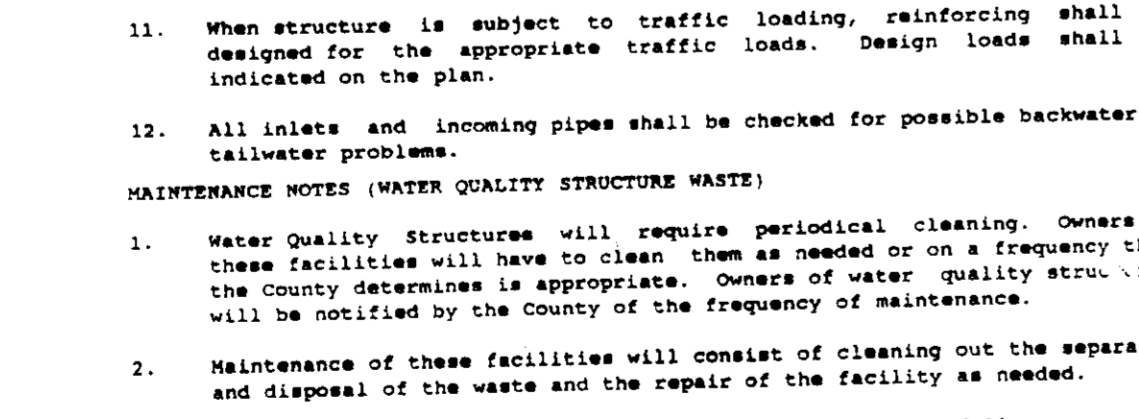 11. When structure is subject to traffic loading, reinforcing shall
designed for the appropriate traffic loads. Design loads shall
indicated on the plan.
12. All inlets and incoming pipes shall be checked for possible backwater
tailwater problems.
MAINTENANCE NOTES (WATER QUALITY STRUCTURE WASTE)
1. Water Quality Structures will require periodical cleaning. Owners
these facilities will have to clean them as needed or on a frequency
the County determines is appropriate. Owners of water quality
will be notified by the County of the frequency of maintenance.
2. Maintenance of these facilities will consist of cleaning out the
and disposal of the waste and the repair of the facility as needed.